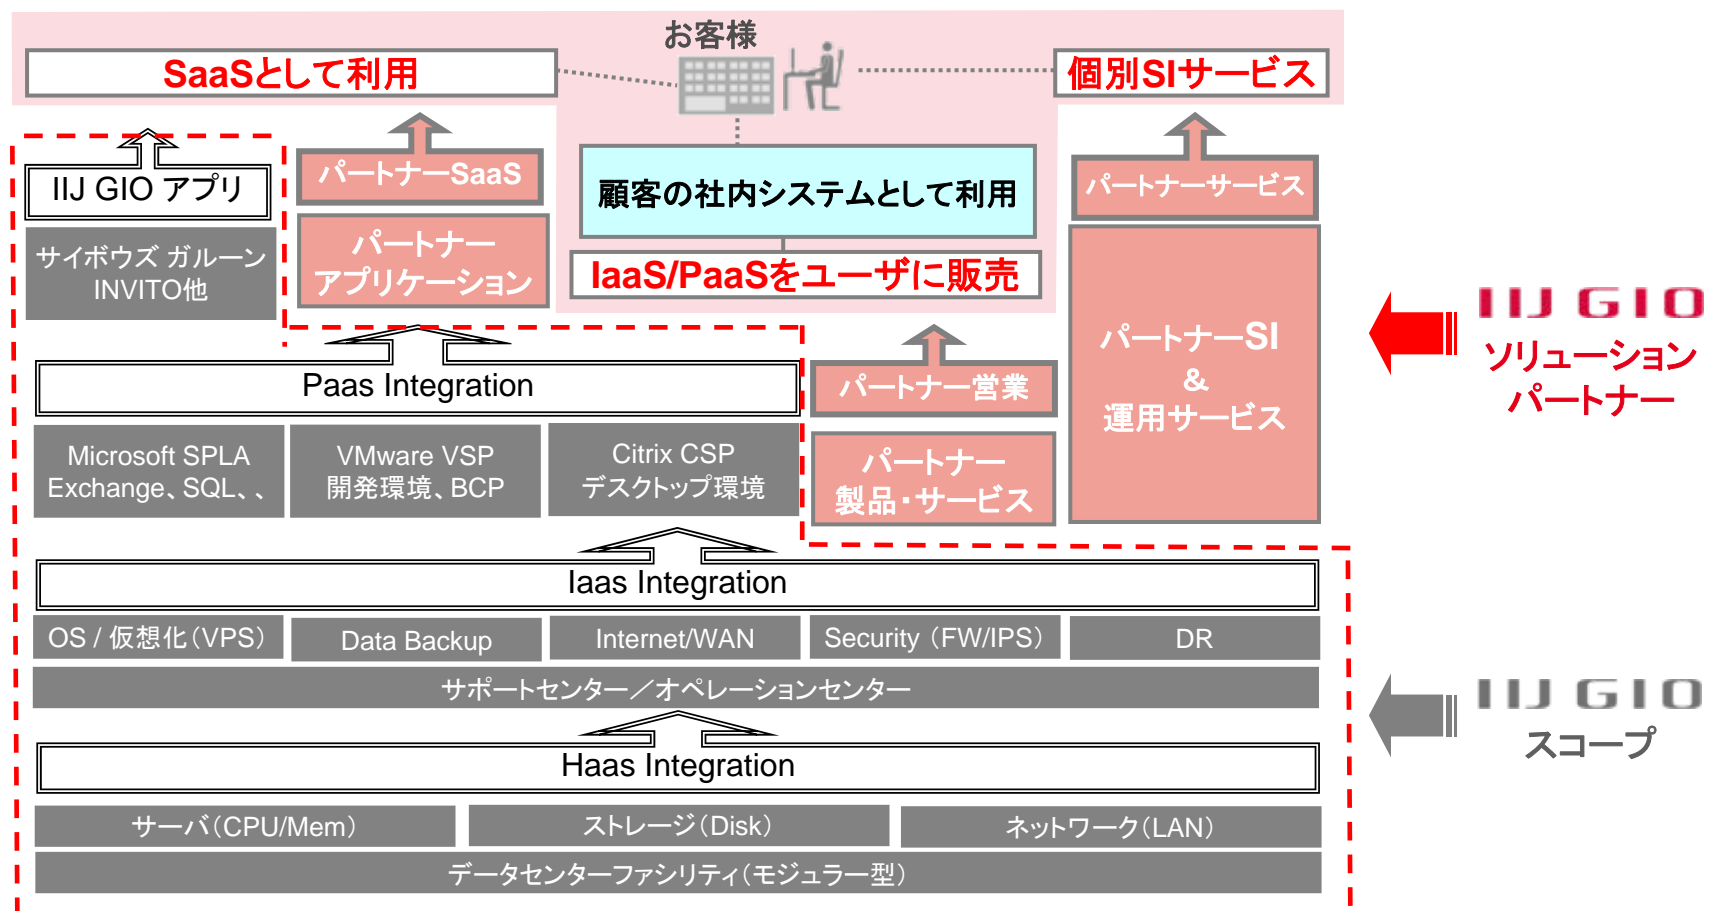 お客様
SaaSとして利用
個別SIサービス
IIJ GIO アプリ
パートナーSaaS
顧客の社内システムとして利用
パートナーサービス
サイボウズ ガルーン
INVITO他
パートナー
アプリケーション
IaaS/PaaSをユーザに販売
パートナーSI
&
運用サービス
IIJ GIO
ソリューション
パートナー
Paas Integration
パートナー営業
Microsoft SPLA
Exchange、SQL、、
VMware VSP
開発環境、BCP
Citrix CSP
デスクトップ環境
パートナー
製品・サービス
Iaas Integration
OS / 仮想化（VPS）
Data Backup
Internet/WAN
Security （FW/IPS）
DR
サポートセンター／オペレーションセンター
IIJ GIO
スコープ
Haas Integration
サーバ（CPU/Mem）
ストレージ（Disk）
ネットワーク（LAN）
データセンターファシリティ（モジュラー型）